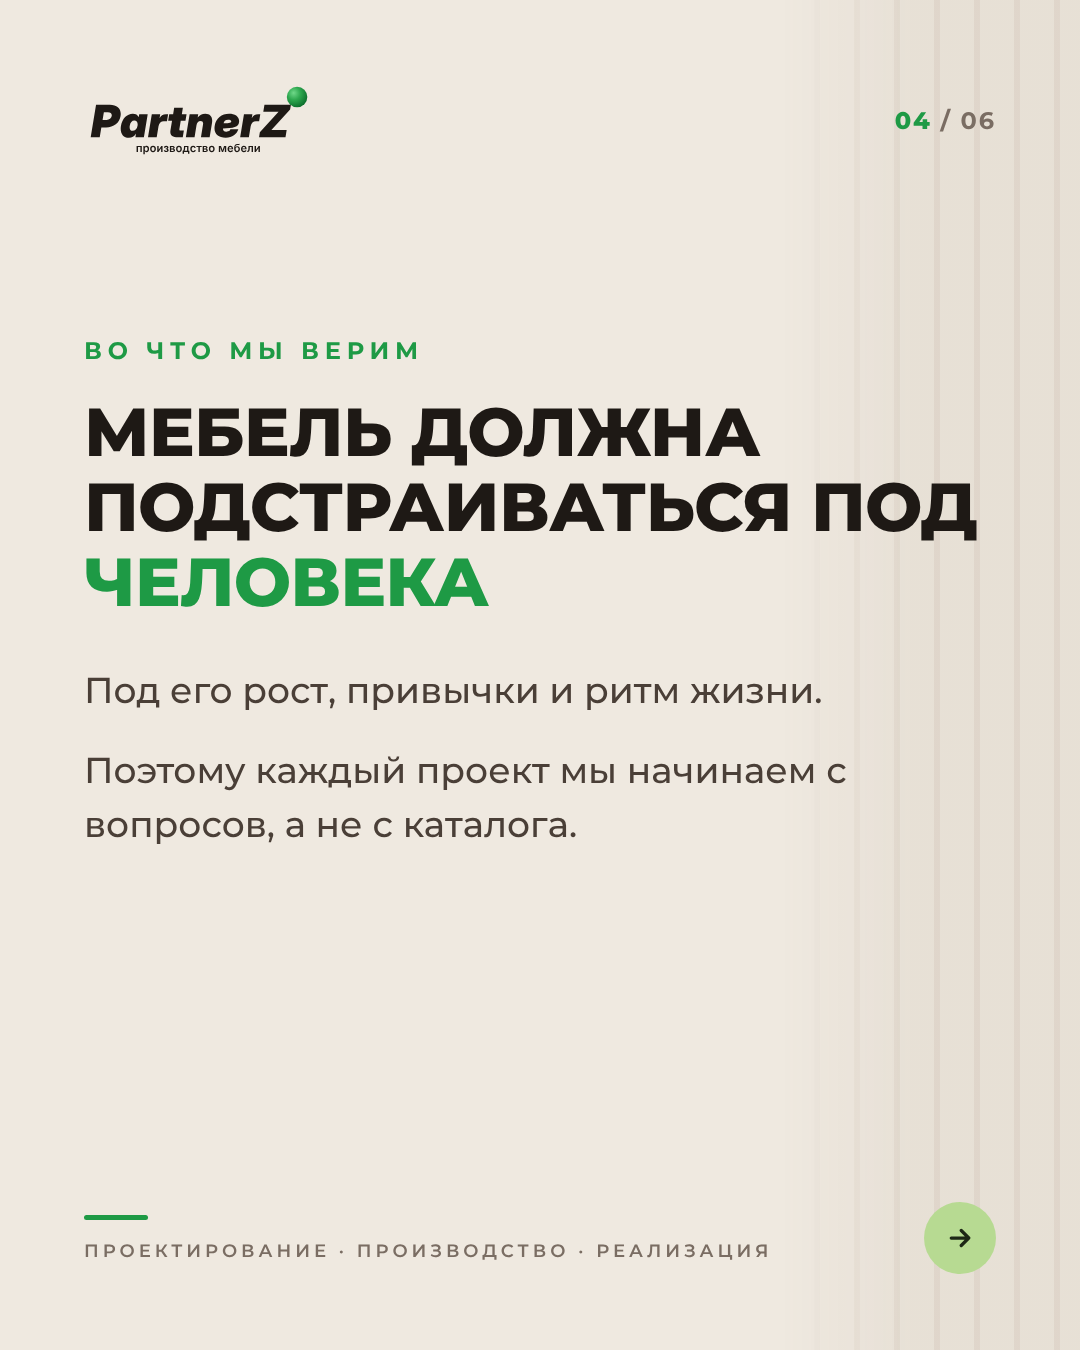 PartnerZ
производство мебели
04 / 06
ВО ЧТО МЫ ВЕРИМ
МЕБЕЛЬ ДОЛЖНА
ПОДСТРАИВАТЬСЯ ПОД
ЧЕЛОВЕКА
Под его рост, привычки и ритм жизни.
Поэтому каждый проект мы начинаем с
вопросов, а не с каталога.
ПРОЕКТИРОВАНИЕ · ПРОИЗВОДСТВО · РЕАЛИЗАЦИЯ